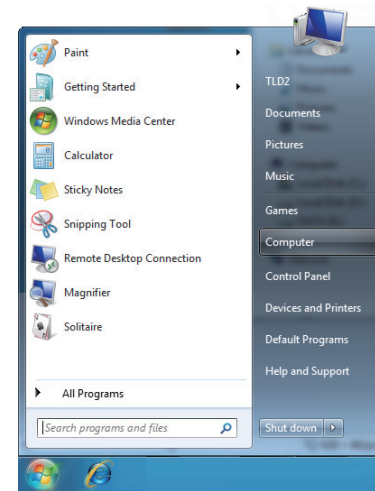 Paint
Getting Started
Windows Media Center
Calculator
Sticky Notes
Snipping Tool
Remote Desktop Connection
Magnifier
Solitaire
All Programs
Search programs and files
TLD2
Documents
Pictures
Music
Games
Computer
Control Panel
Devices and Printers
Default Programs
Help and Support
Shut down